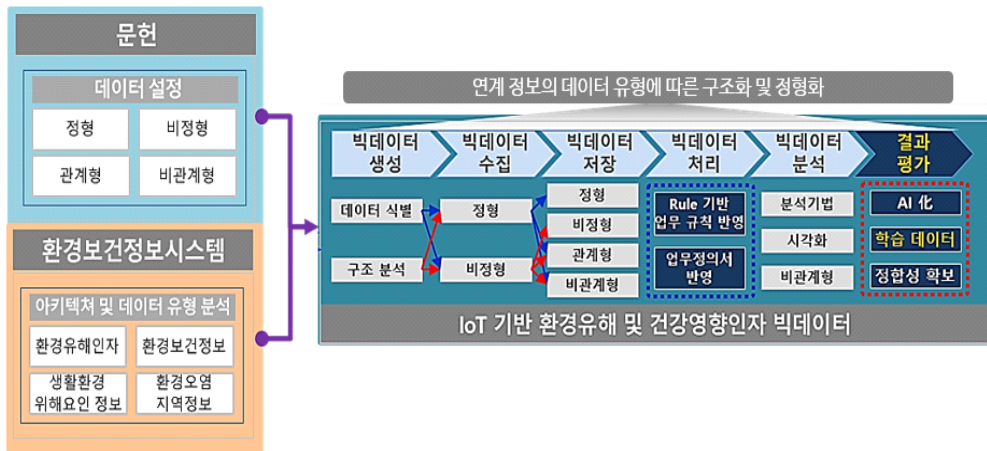 문헌
데이터 설정
정형
비정형
관계형
비관계형
환경보건정보시스템
아키텍쳐 및 데이터 유형 분석
환경유해인자
환경보건정보
생활환경
위해요인 정보
환경오염
지역정보
연계 정보의 데이터 유형에 따른 구조화 및 정형화
빅데이터
생성
빅데이터
수집
빅데이터
저장
빅데이터
처리
빅데이터
분석
결과
평가
데이터 식별
구조 분석
정형
비정형
정형
비정형
관계형
비관계형
Rule 기반
업무 규칙 반영
업무정의서
반영
분석기법
시각화
비관계형
AI 化
학습 데이터
정합성 확보
IoT 기반 환경유해 및 건강영향인자 빅데이터